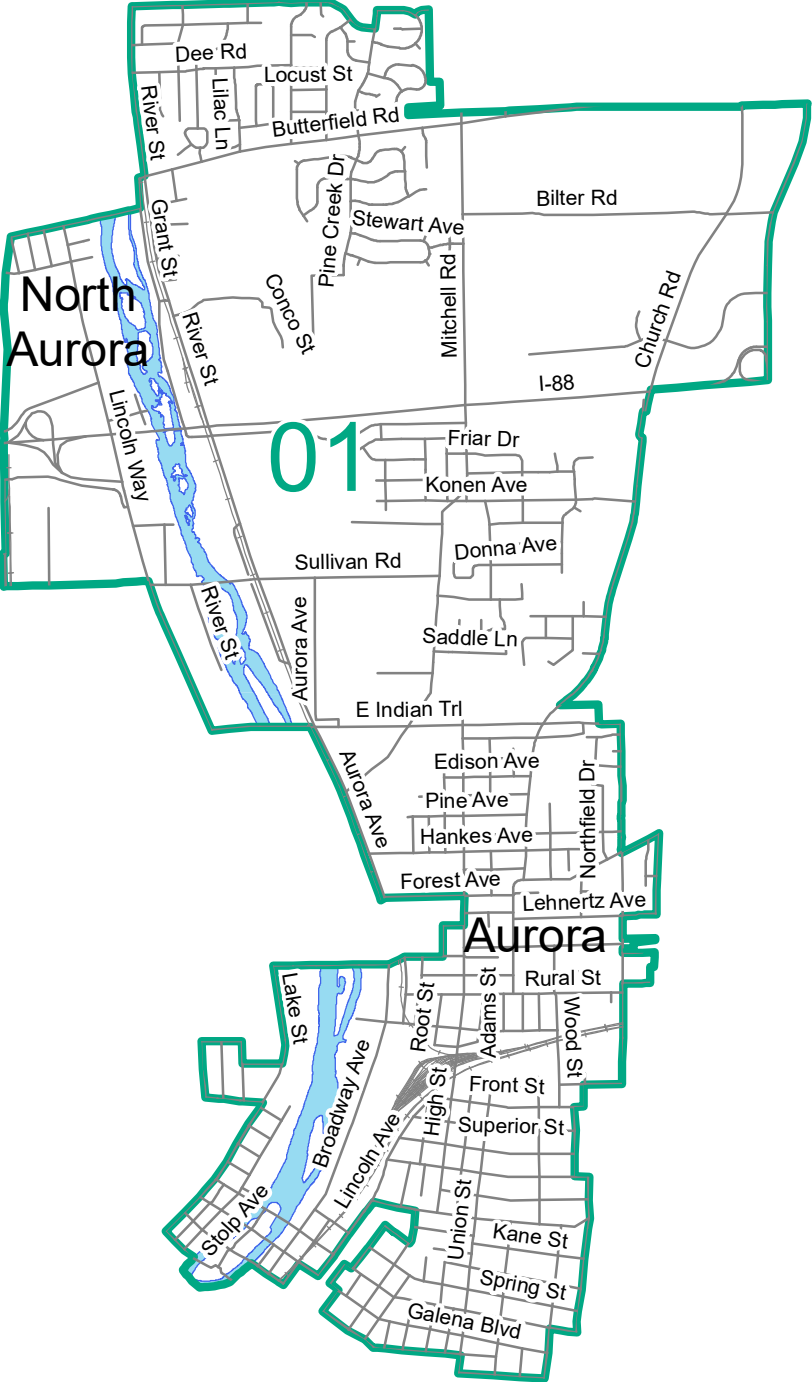 Dee Rd
Locust St
River St
Lilac Ln
Butterfield Rd
Grant St
Pine Creek Dr
Bilter Rd
Stewart Ave
North
Aurora
Conco St
Mitchell Rd
Church Rd
River St
I-88
Lincoln Way
01
Friar Dr
Konen Ave
Donna Ave
Sullivan Rd
River St
Aurora Ave
Saddle Ln
E Indian Trl
Aurora Ave
Edison Ave
Northfield Dr
Pine Ave
Hankes Ave
Forest Ave
Lehnertz Ave
Aurora
Lake St
Root St
Adams St
Rural St
Wood St
Broadway Ave
High St
Front St
Superior St
Lincoln Ave
Stolp Ave
Union St
Kane St
Spring St
Galena Blvd